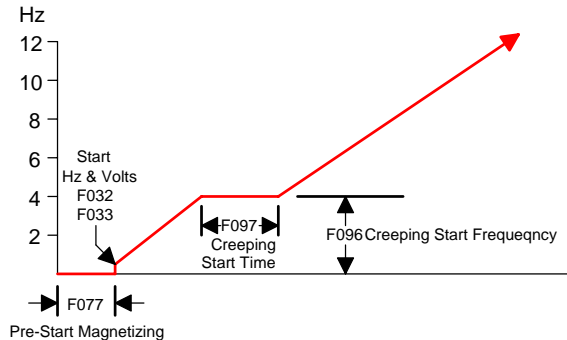 Hz
12
10
8
6
Start
Hz & Volts
F032
F033
4
2
F097
Creeping
Start Time
F096 Creeping Start Frequeqncy
F077
Pre-Start Magnetizing